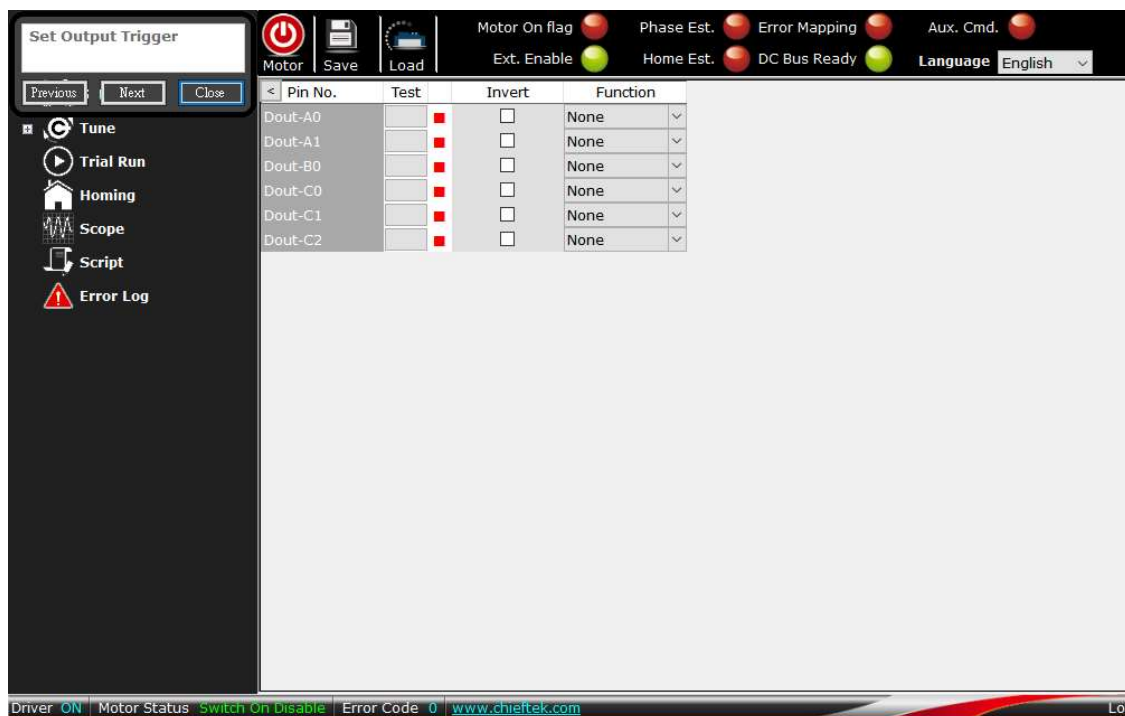 Set Output Trigger
Previous Next Close
Tune
Trial Run
Homing
Scope
Script
Error Log
Motor Save Load
Motor On flag Phase Est. Error Mapping Aux. Cmd.
Ext. Enable Home Est. DC Bus Ready Language English
< Pin No. Test Invert Function
Dout-A0 None
Dout-A1 None
Dout-B0 None
Dout-C0 None
Dout-C1 None
Dout-C2 None
Driver ON Motor Status Switch On Disable Error Code 0 www.chieftek.com